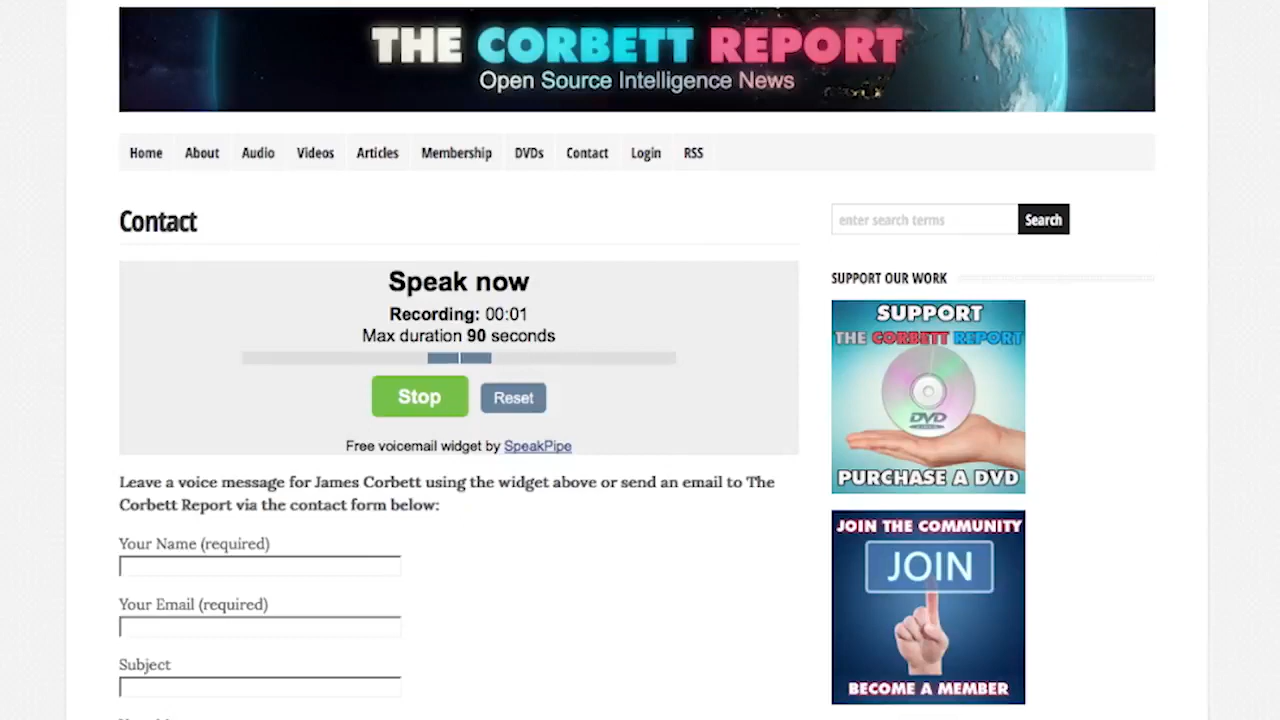 THE CORBETT REPORT
Open Source Intelligence News
Home About Audio Videos Articles Membership DVDs Contact Login RSS
Contact
Speak now
Recording: 00:01
Max duration 90 seconds
Stop Reset
Free voicemail widget by SpeakPipe
Leave a voice message for James Corbett using the widget above or send an email to The
Corbett Report via the contact form below:
Your Name (required)
Your Email (required)
Subject
enter search terms Search
SUPPORT OUR WORK
SUPPORT
THE CORBETT REPORT
DVD
PURCHASE A DVD
JOIN THE COMMUNITY
JOIN
BECOME A MEMBER